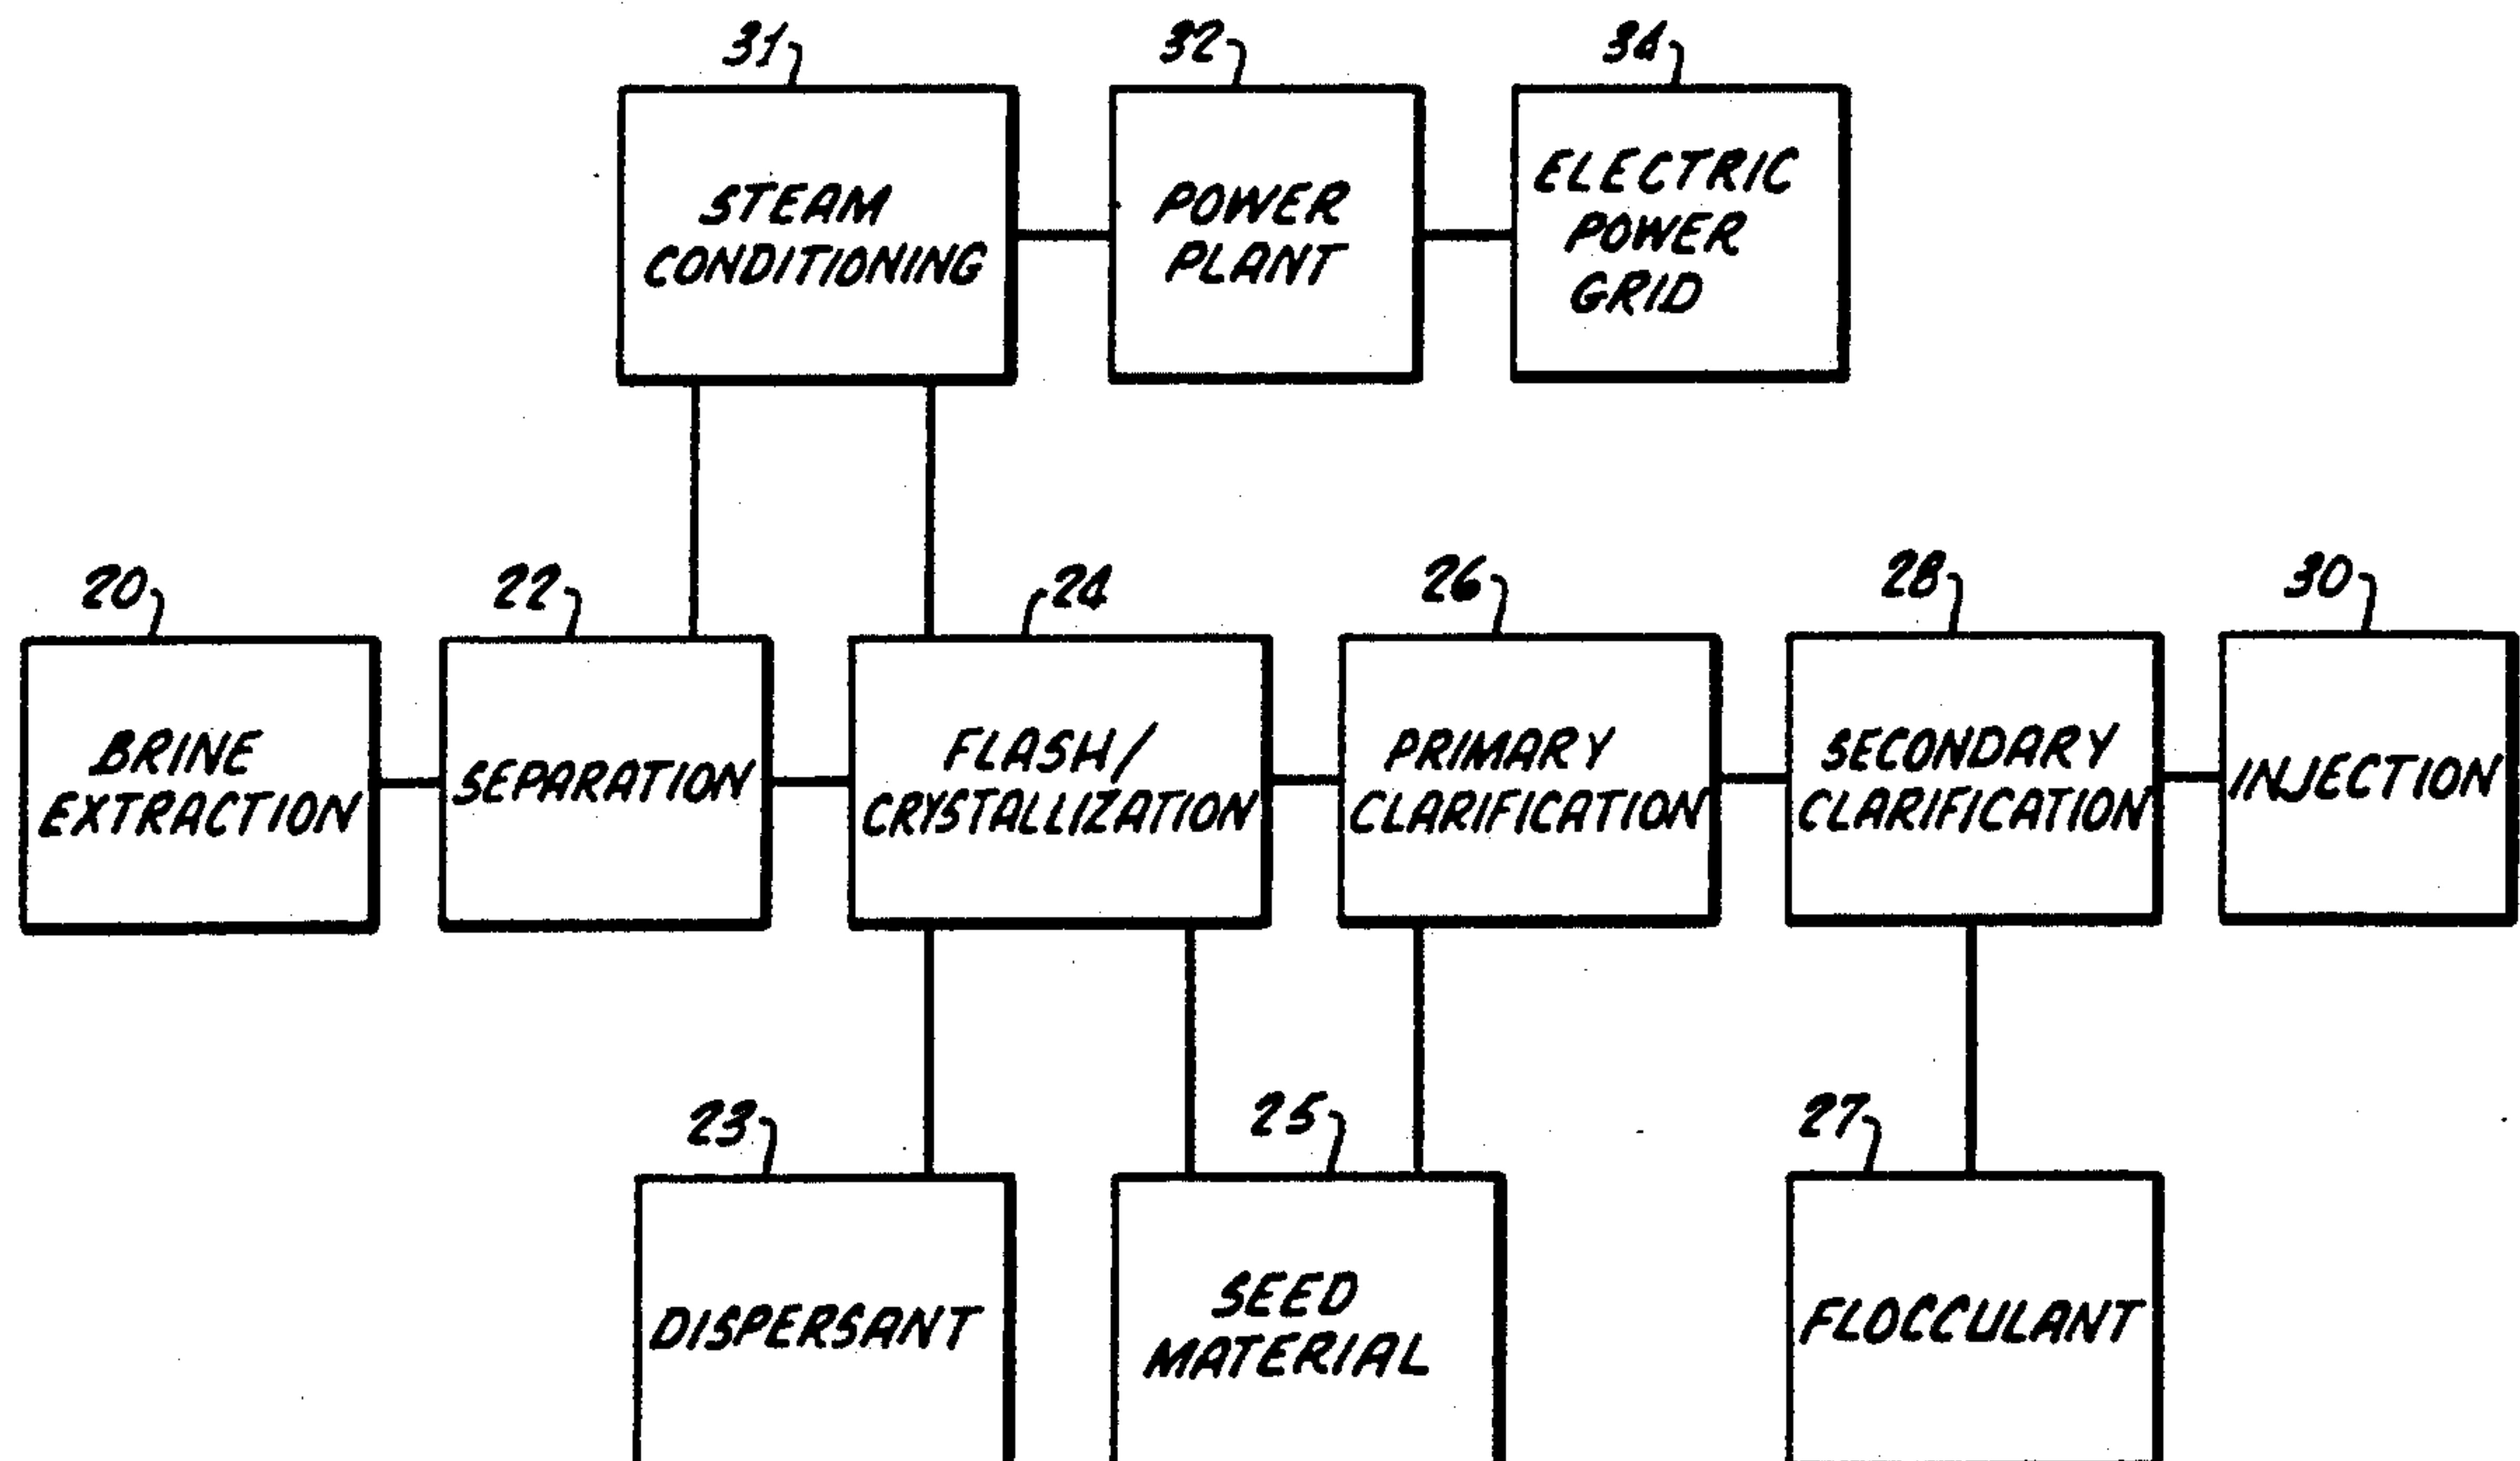 31
32
34
STEAM
CONDITIONING
POWER
PLANT
ELECTRIC
POWER
GRID
20
22
24
26
28
30
BRINE
EXTRACTION
SEPARATION
FLASH/
CRYSTALLIZATION
PRIMARY
CLARIFICATION
SECONDARY
CLARIFICATION
INJECTION
23
25
27
DISPERSANT
SEED
MATERIAL
FLOCCULANT